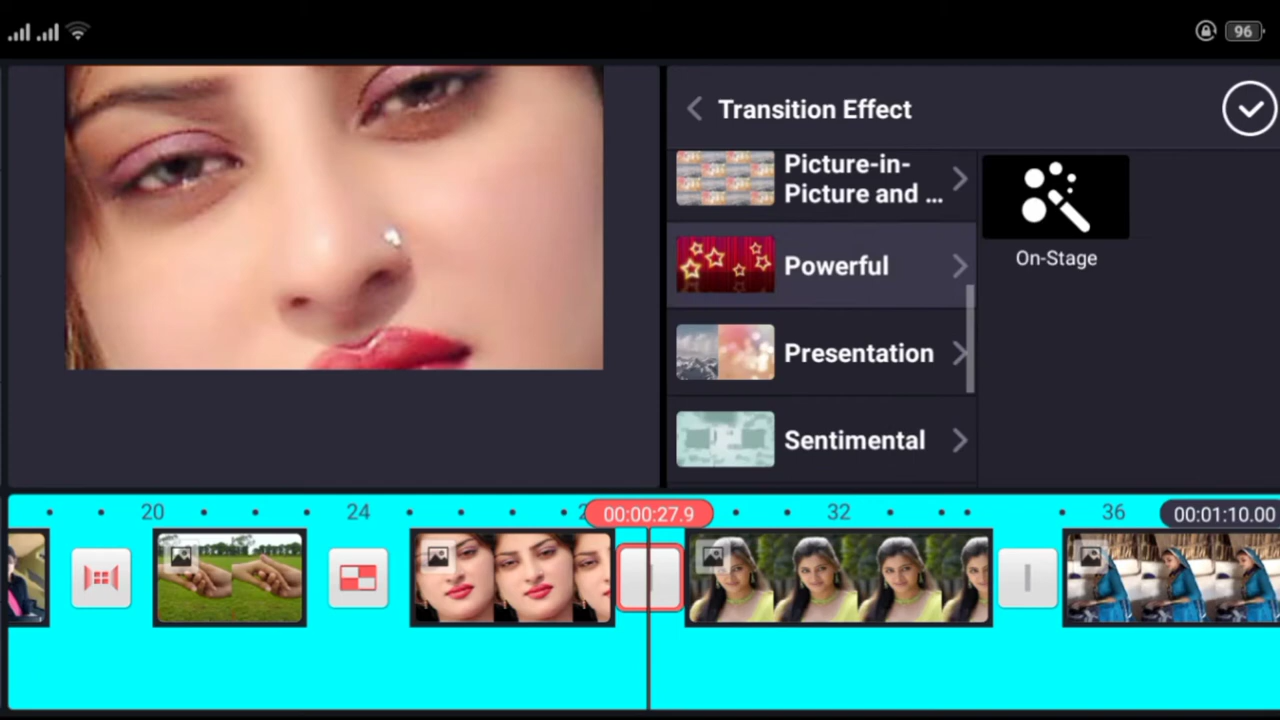 96
Transition Effect
Picture-in-
Picture and ...
Powerful
Presentation
Sentimental
On-Stage
20
24
00:00:27.9
32
36
00:01:10.00